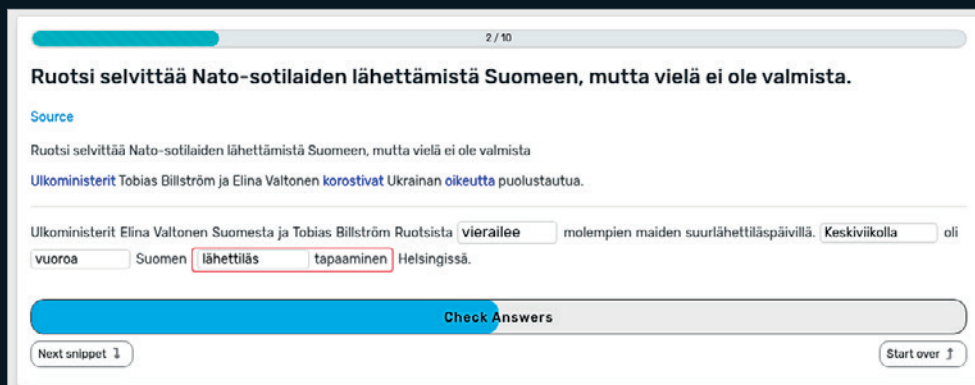 2 / 10
Ruotsi selvittää Nato-sotilaiden lähettämistä Suomeen, mutta vielä ei ole valmista.
Source
Ruotsi selvittää Nato-sotilaiden lähettämistä Suomeen, mutta vielä ei ole valmista
Ulkoministerit Tobias Billström ja Elina Valtonen korostivat Ukrainan oikeutta puolustautua.
Ulkoministerit Elina Valtonen Suomesta ja Tobias Billström Ruotsista vierailee molempien maiden suurlähettiläspäivillä. Keskiviikolla oli
vuoroa Suomen lähettiläs tapaaminen Helsingissä.
Check Answers
Next snippet ↴ Start over ⤴